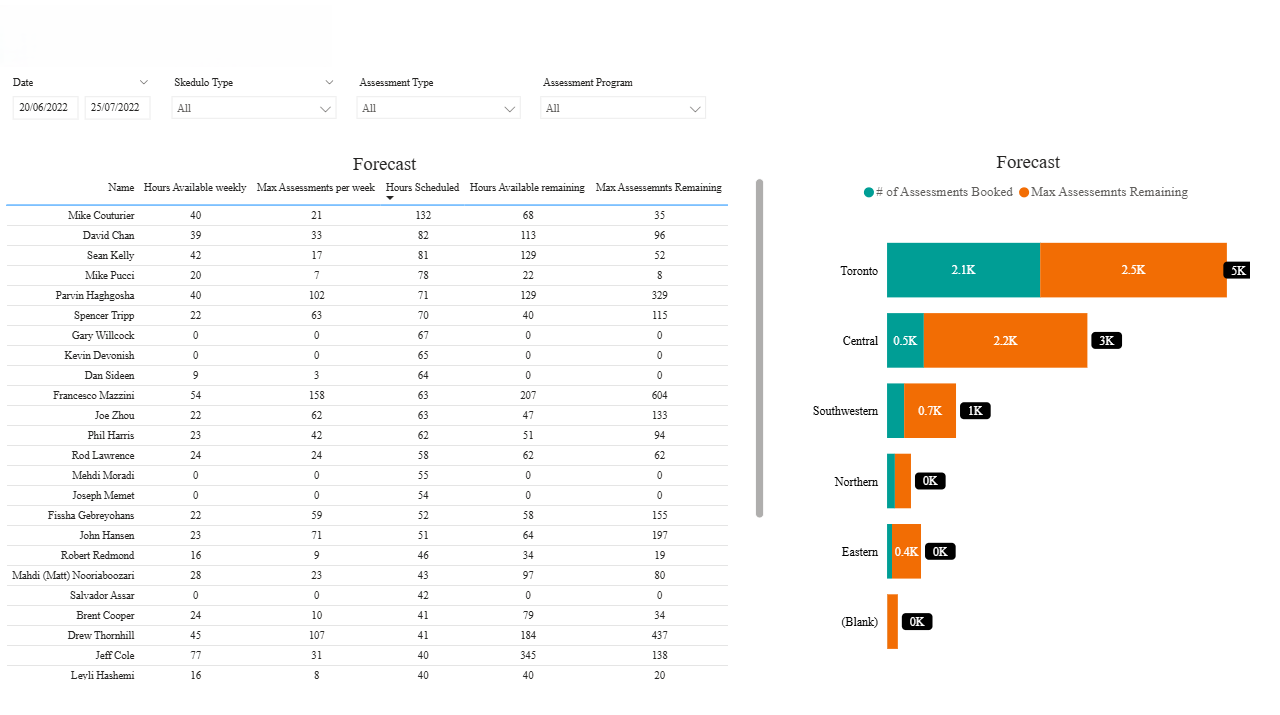 Date Skedulo Type Assessment Type Assessment Program
20/06/2022 25/07/2022 All All All
Forecast
Name Hours Available weekly Max Assessments per week Hours Scheduled Hours Available remaining Max Assessemnts Remaining
Mike Couturier 40 21 132 68 35
David Chan 39 33 82 113 96
Sean Kelly 42 17 81 129 52
Mike Pucci 20 7 78 22 8
Parvin Haghgosha 40 102 71 129 329
Spencer Tripp 22 63 70 40 115
Gary Willcock 0 0 67 0 0
Kevin Devonish 0 0 65 0 0
Dan Sideen 9 3 64 0 0
Francesco Mazzini 54 158 63 207 604
Joe Zhou 22 62 63 47 133
Phil Harris 23 42 62 51 94
Rod Lawrence 24 24 58 62 62
Mehdi Moradi 0 0 55 0 0
Joseph Memet 0 0 54 0 0
Fissha Gebreyohans 22 59 52 58 155
John Hansen 23 71 51 64 197
Robert Redmond 16 9 46 34 19
Mahdi (Matt) Nooriaboozari 28 23 43 97 80
Salvador Assar 0 0 42 0 0
Brent Cooper 24 10 41 79 34
Drew Thornhill 45 107 41 184 437
Jeff Cole 77 31 40 345 138
Leyli Hashemi 16 8 40 40 20
Forecast
# of Assessments Booked Max Assessemnts Remaining
Toronto 2.1K 2.5K 5K
Central 0.5K 2.2K 3K
Southwestern 0.7K 1K
Northern 0K
Eastern 0.4K 0K
(Blank) 0K